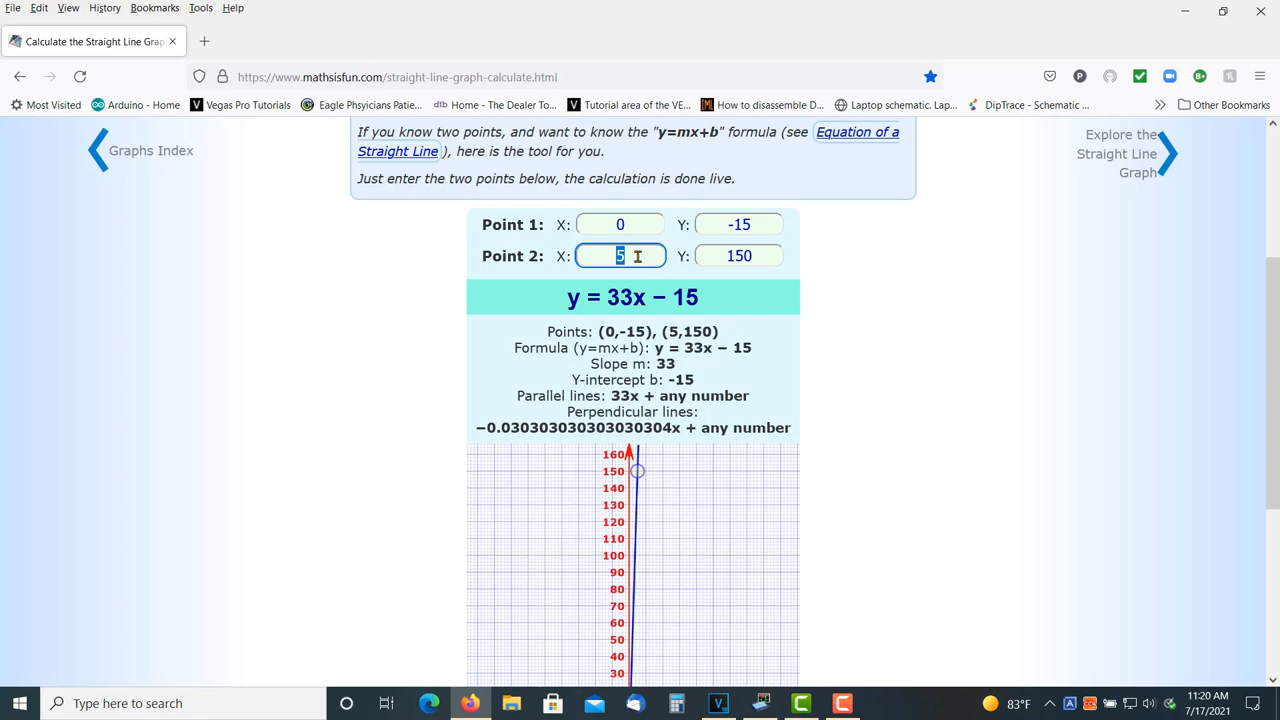 File Edit View History Bookmarks Tools Help
Calculate the Straight Line Grap
https://www.mathsisfun.com/straight-line-graph-calculate.html
Most Visited Arduino - Home Vegas Pro Tutorials Eagle Phsyicians Patie... Home - The Dealer To... Tutorial area of the VE... How to disassemble D... Laptop schematic. Lap... DipTrace - Schematic ... Other Bookmarks
Graphs Index
Explore the
Straight Line
Graph
If you know two points, and want to know the "y=mx+b" formula (see Equation of a
Straight Line), here is the tool for you.
Just enter the two points below, the calculation is done live.
Point 1: X: 0 Y: -15
Point 2: X: 5 Y: 150
y = 33x − 15
Points: (0,-15), (5,150)
Formula (y=mx+b): y = 33x − 15
Slope m: 33
Y-intercept b: -15
Parallel lines: 33x + any number
Perpendicular lines:
−0.030303030303030304x + any number
160
150
140
130
120
110
100
90
80
70
60
50
40
30
Type here to search
83°F
11:20 AM
7/17/2021